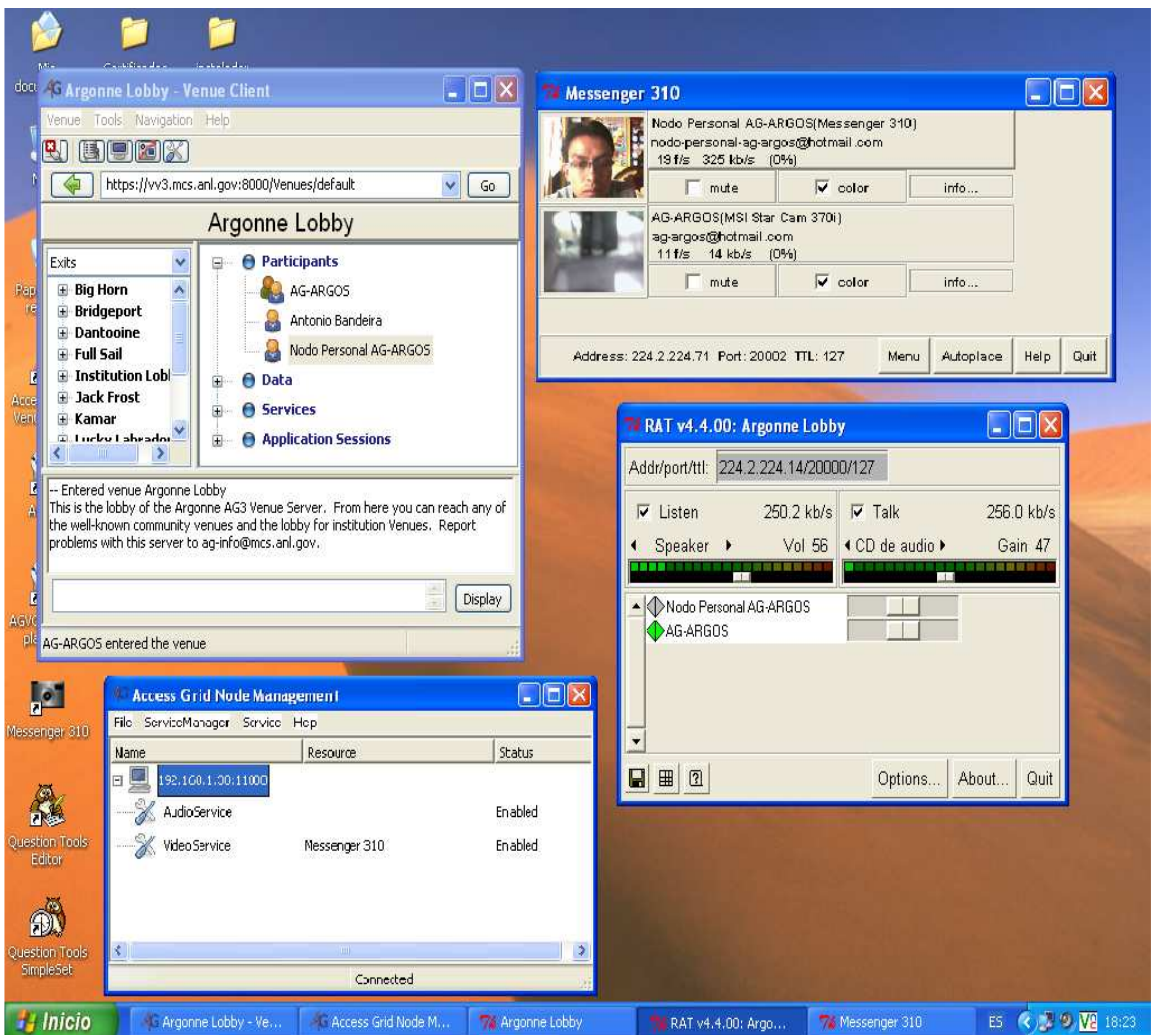 Argonne Lobby - Venue Client
Venue Tools Navigation Help
https://vv3.mcs.anl.gov:8000/Venues/default
Go
Argonne Lobby
Exits
Big Horn
Bridgeport
Dantooine
Full Sail
Institution Lobl
Jack Frost
Kamar
Lucky Labrador
Participants
AG-ARGOS
Antonio Bandeira
Nodo Personal AG-ARGOS
Data
Services
Application Sessions
-- Entered venue Argonne Lobby
This is the lobby of the Argonne AG3 Venue Server. From here you can reach any of
the well-known community venues and the lobby for institution Venues. Report
problems with this server to ag-info@mcs.anl.gov.
Display
AG-ARGOS entered the venue
Messenger 310
Nodo Personal AG-ARGOS(Messenger 310)
nodo-personal-ag-argos@hotmail.com
19 f/s 325 kb/s (0%)
mute color info...
AG-ARGOS(MSI Star Cam 370i)
ag-argos@hotmail.com
11 f/s 14 kb/s (0%)
mute color info...
Address: 224.2.224.71 Port: 20002 TTL: 127 Menu Autoplace Help Quit
RAT v4.4.00: Argonne Lobby
Addr/port/ttl: 224.2.224.14/20000/127
Listen 250.2 kb/s Talk 256.0 kb/s
Speaker Vol 56 CD de audio Gain 47
Nodo Personal AG-ARGOS
AG-ARGOS
Options... About... Quit
Access Grid Node Management
File ServiceManager Service Help
Name Resource Status
AudioService Enabled
VideoService Messenger 310 Enabled
Connected
Messenger 310
Question Tools
Editor
Question Tools
SimpleSet
Inicio
Argonne Lobby - Ve...
Access Grid Node M...
Argonne Lobby
RAT v4.4.00: Argo...
Messenger 310
ES
18:23